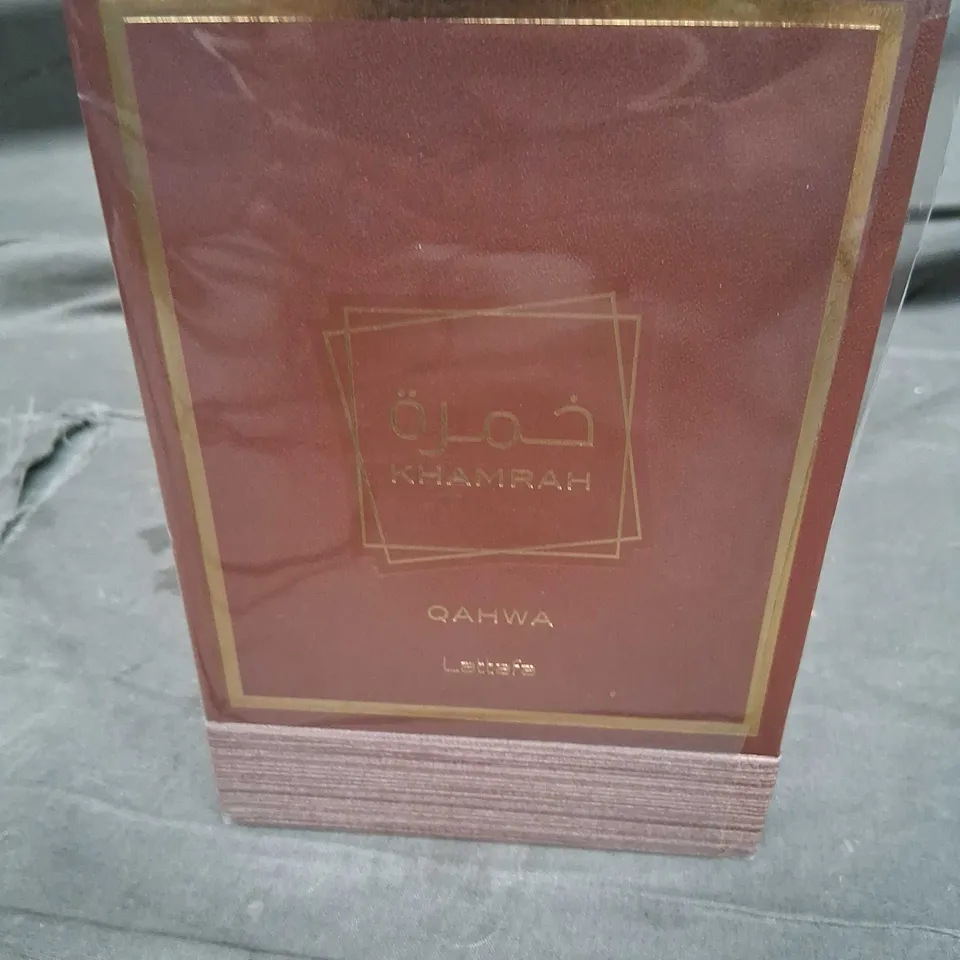 خمرة
KHAMRAH
QAHWA
Lattafa